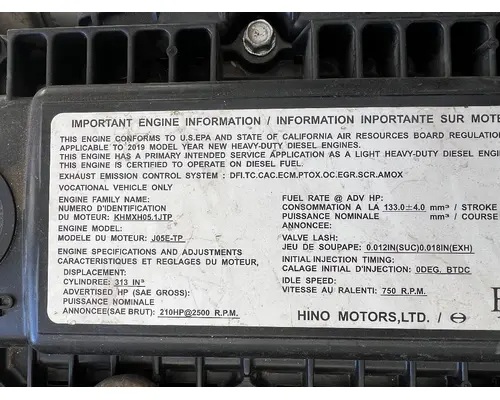 IMPORTANT ENGINE INFORMATION / INFORMATION INPORTANTE SUR MOTE
THIS ENGINE CONFORMS TO U.S.EPA AND STATE OF CALIFORNIA AIR RESOURCES BOARD REGULATION
APPLICABLE TO 2019 MODEL YEAR NEW HEAVY-DUTY DIESEL ENGINES.
THIS ENGINE HAS A PRIMARY INTENDED SERVICE APPLICATION AS A LIGHT HEAVY-DUTY DIESEL ENGINE
THIS ENGINE IS CERTIFIED TO OPERATE ON DIESEL FUEL.
EXHAUST EMISSION CONTROL SYSTEM : DFI.TC.CAC.ECM.PTOX.OC.EGR.SCR.AMOX
VOCATIONAL VEHICLE ONLY
ENGINE FAMILY NAME:
NUMERO D'IDENTIFICATION
DU MOTEUR: KHMXH05.1JTP
ENGINE MODEL:
MODELE DU MOTEUR: J05E-TP
ENGINE SPECIFICATIONS AND ADJUSTMENTS
CARACTERISTIQUES ET REGLAGES DU MOTEUR,
DISPLACEMENT:
CYLINDREE: 313 IN³
ADVERTISED HP (SAE GROSS):
PUISSANCE NOMINALE
ANNONCEE(SAE BRUT): 210HP@2500 R.P.M.
FUEL RATE @ ADV HP:
CONSOMMATION A LA 133.0±4.0 mm³ / STROKE
PUISSANCE NOMINALE mm³ / COURSE
VALVE LASH:
JEU DE SOUPAPE: 0.012IN(SUC)0.018IN(EXH)
INITIAL INJECTION TIMING:
CALAGE INITIAL D'INJECTION: 0DEG. BTDC
IDLE SPEED:
VITESSE AU RALENTI: 750 R.P.M.
HINO MOTORS,LTD. /